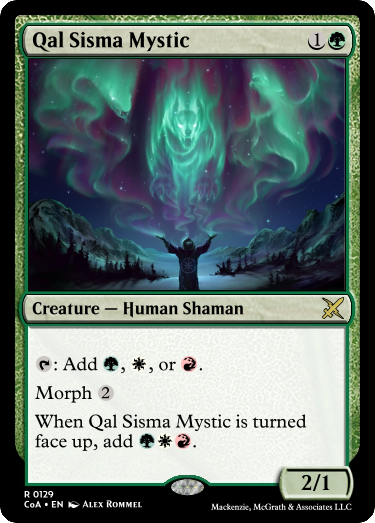 Qal Sisma Mystic 1
Creature — Human Shaman
: Add , , or .
Morph 2
When Qal Sisma Mystic is turned
face up, add .
2/1
R 0129
CoA • EN Alex Rommel
Mackenzie, McGrath & Associates LLC